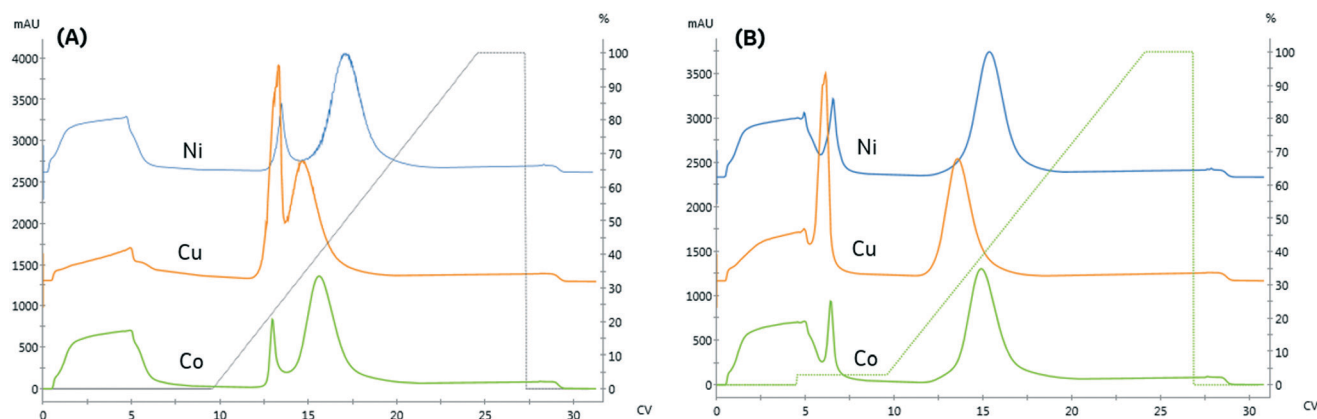 mAU (A) %
4000 100
3500 90
3000 80
2500 70
2000 60
1500 50
1000 40
500 30
0 20
10
0
Ni
Cu
Co
0 5 10 15 20 25 30 CV
mAU (B) %
3500 100
3000 90
2500 80
2000 70
1500 60
1000 50
500 40
0 30
20
10
0
Ni
Cu
Co
0 5 10 15 20 25 30 CV